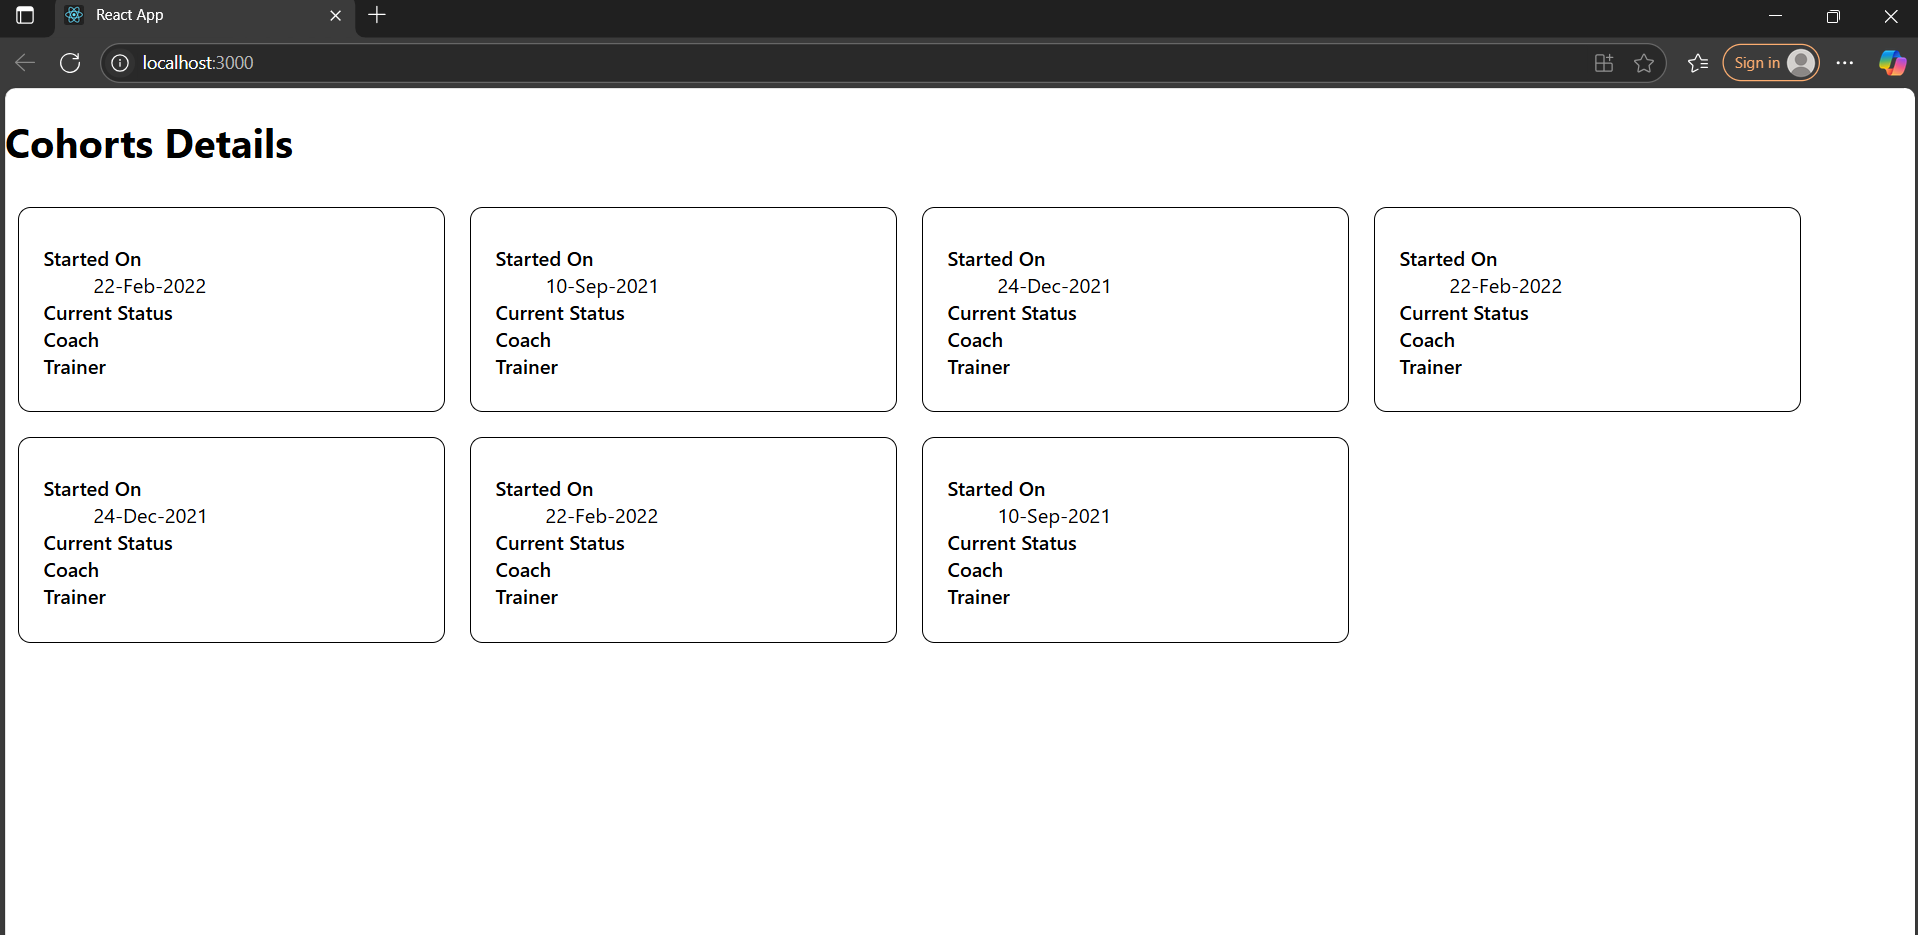 React App
localhost:3000
Sign in
Cohorts Details
Started On
22-Feb-2022
Current Status
Coach
Trainer
Started On
10-Sep-2021
Current Status
Coach
Trainer
Started On
24-Dec-2021
Current Status
Coach
Trainer
Started On
22-Feb-2022
Current Status
Coach
Trainer
Started On
24-Dec-2021
Current Status
Coach
Trainer
Started On
22-Feb-2022
Current Status
Coach
Trainer
Started On
10-Sep-2021
Current Status
Coach
Trainer